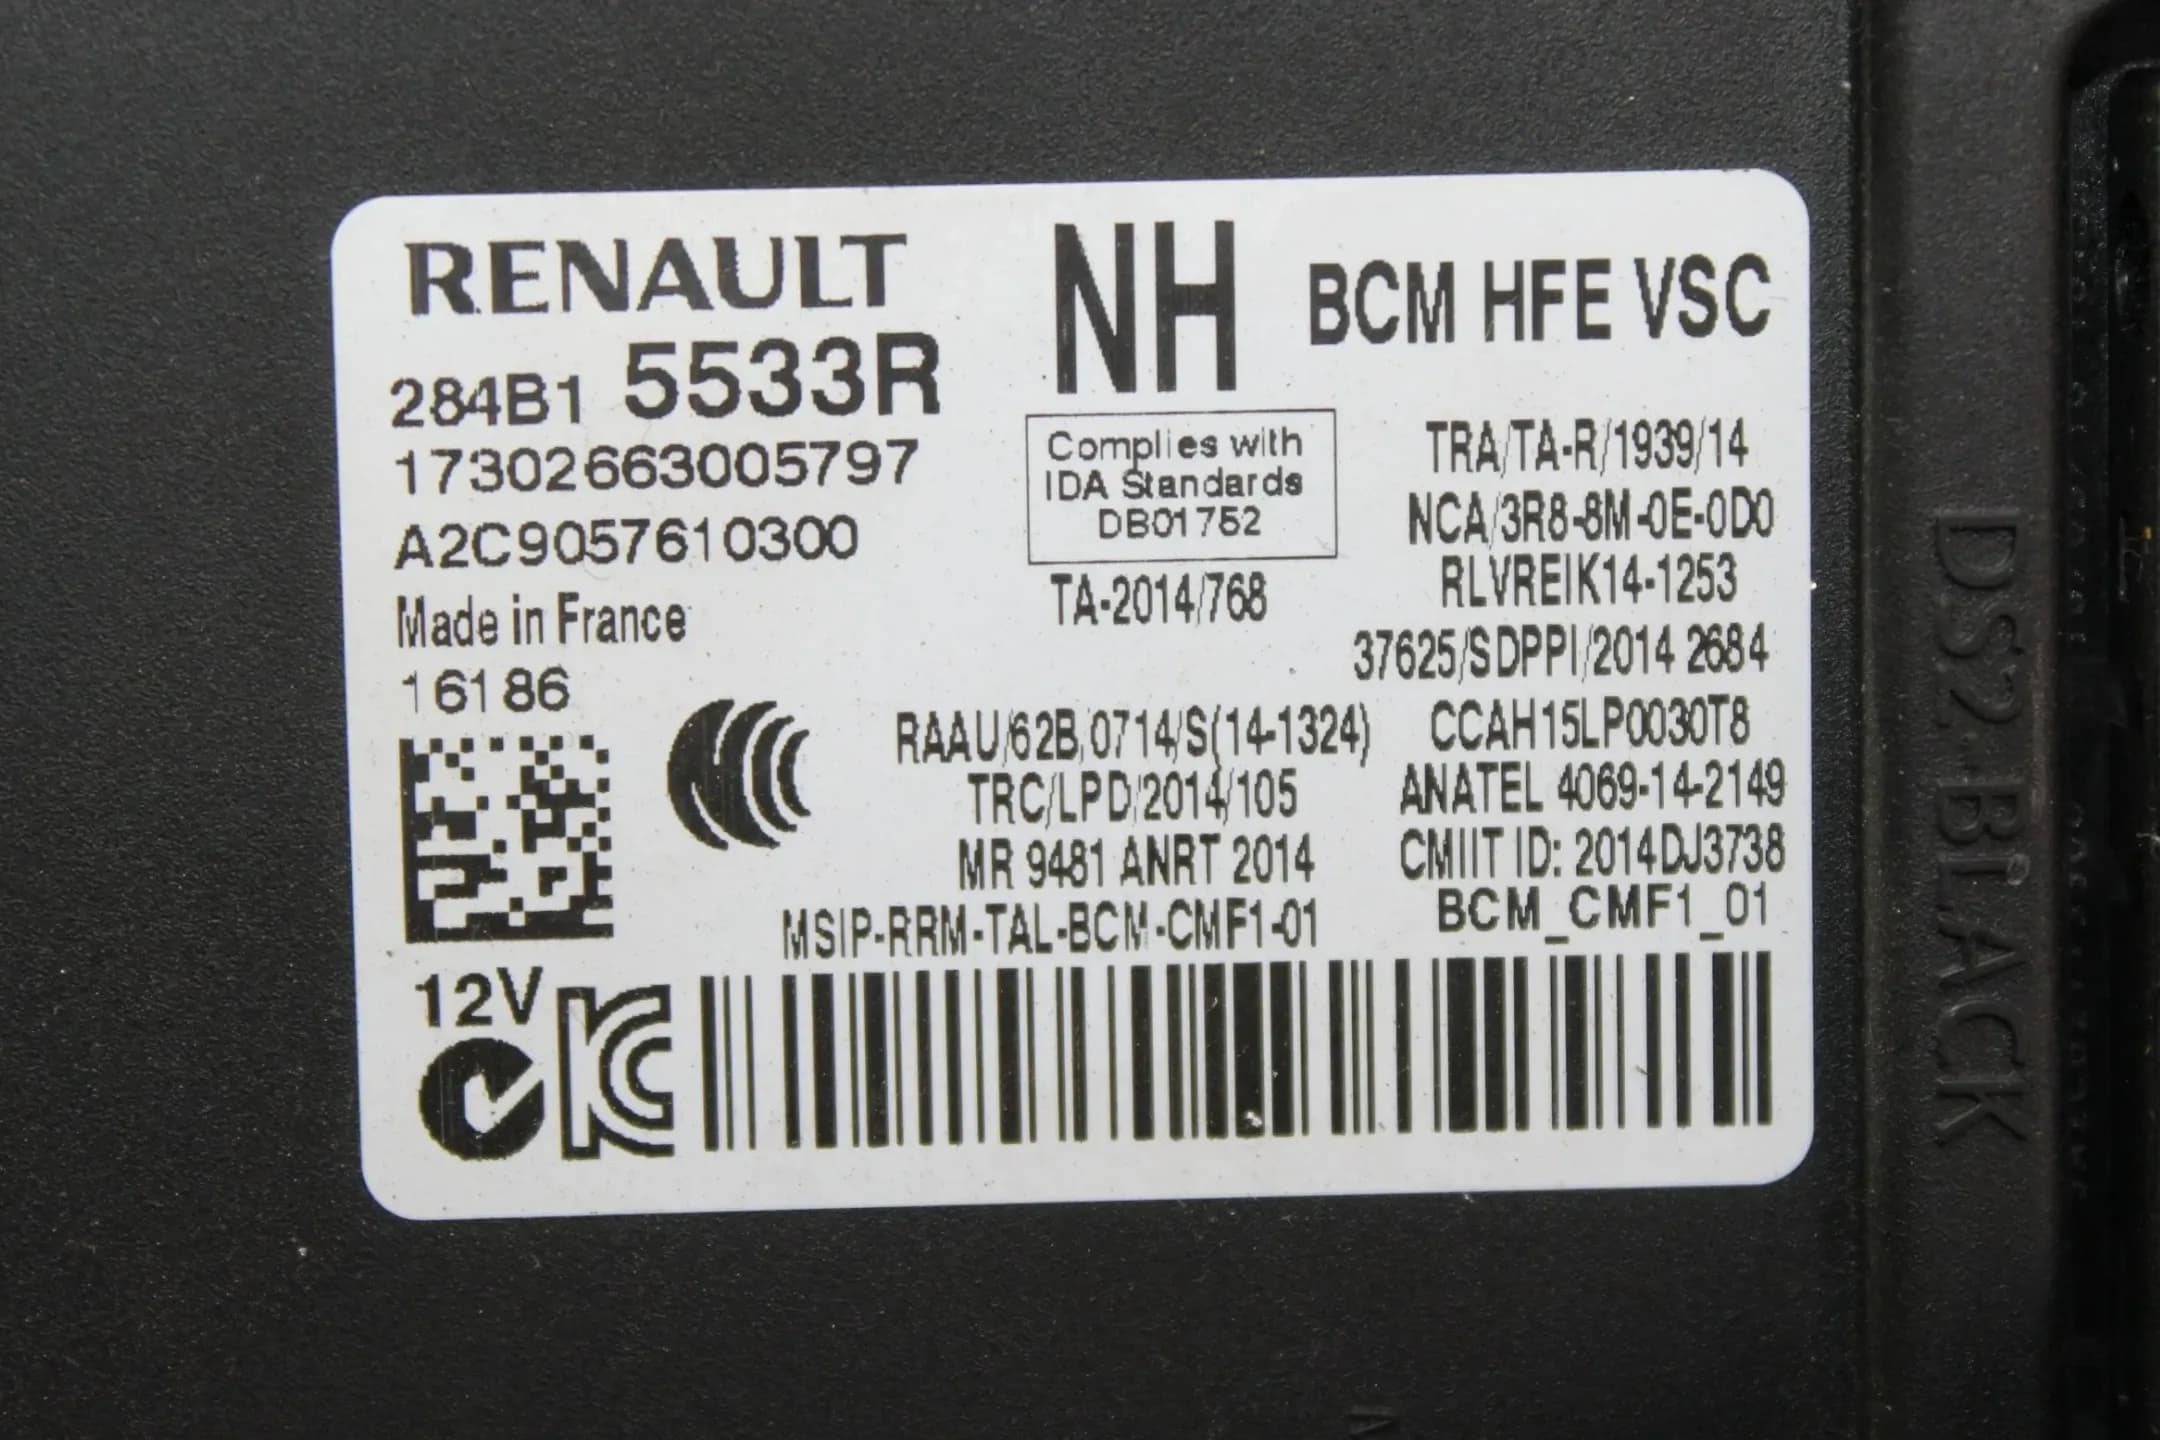 RENAULT
284B1 5533R
17302663005797
A2C9057610300
Made in France
16186
NH
BCM HFE VSC
Complies with
IDA Standards
DB01752
TA-2014/768
TRA/TA-R/1939/14
NCA/3R8-8M-0E-0D0
RLVREIK14-1253
37625/SDPPI/2014 2684
RAAU/62B/0714/S(14-1324)
CCAH15LP0030T8
TRC/LPD/2014/105
ANATEL 4069-14-2149
MR 9481 ANRT 2014
CMIIT ID: 2014DJ3738
MSIP-RRM-TAL-BCM-CMF1-01
BCM_CMF1_01
12V
DS2-BLACK